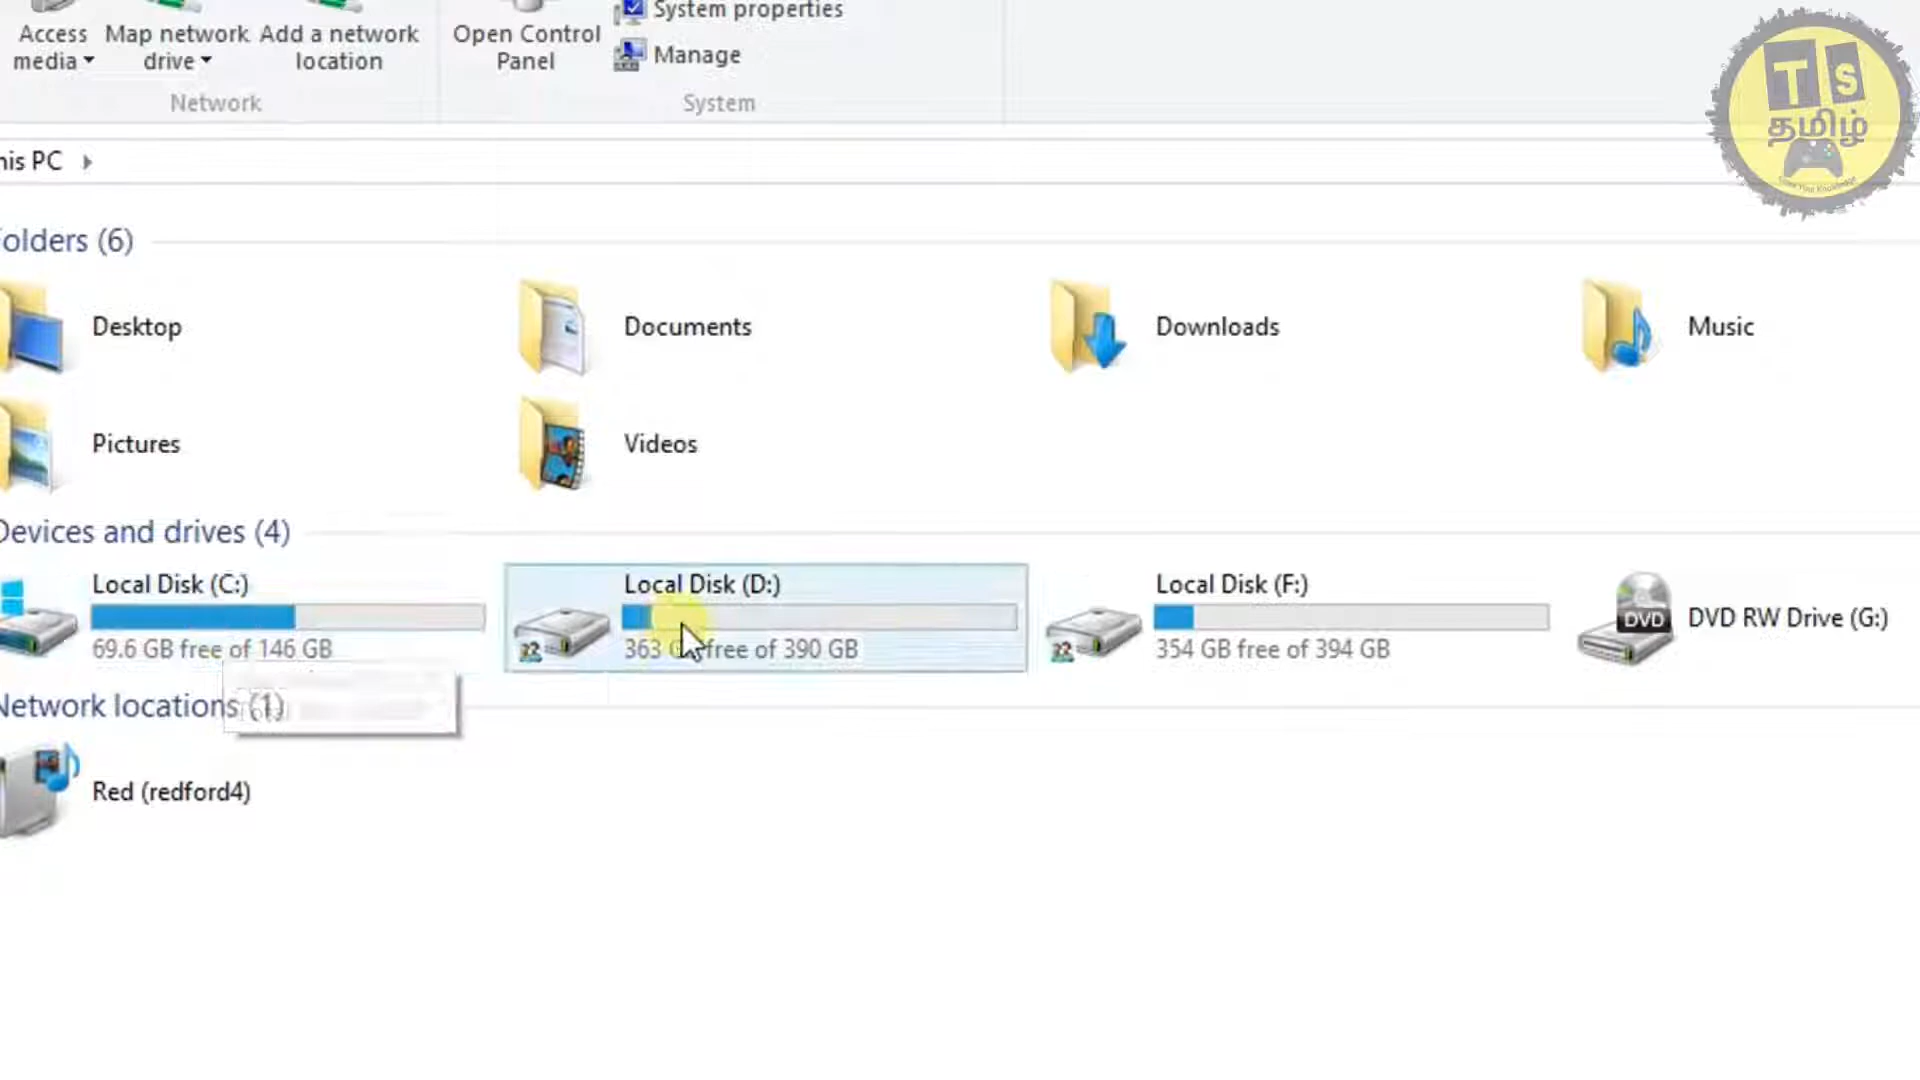 System properties
Access media
Map network drive
Add a network location
Open Control Panel
Manage
Network
System
TS
தமிழ்
his PC
olders (6)
Desktop
Documents
Downloads
Music
Pictures
Videos
Devices and drives (4)
Local Disk (C:)
69.6 GB free of 146 GB
Local Disk (D:)
363 G free of 390 GB
Local Disk (F:)
354 GB free of 394 GB
DVD
DVD RW Drive (G:)
Network locations (1)
Red (redford4)